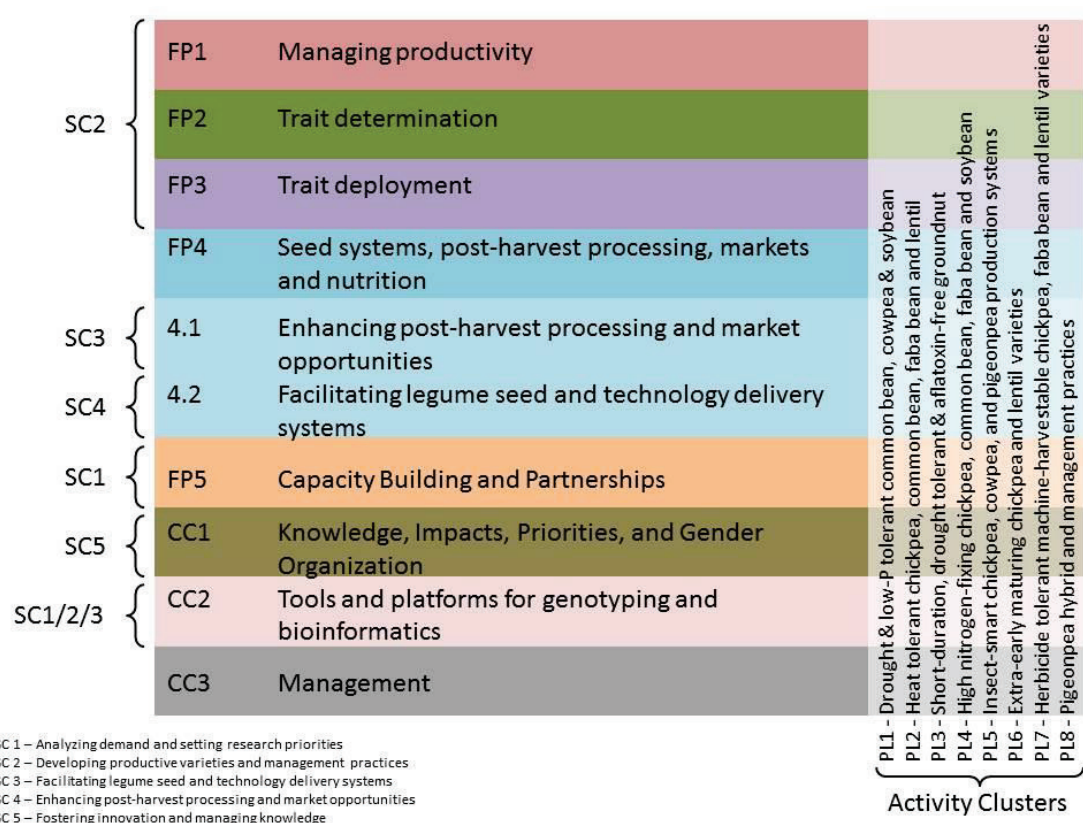 FP1 Managing productivity
SC2
FP2 Trait determination
FP3 Trait deployment
FP4 Seed systems, post-harvest processing, markets
and nutrition
SC3
4.1 Enhancing post-harvest processing and market
opportunities
SC4
4.2 Facilitating legume seed and technology delivery
systems
SC1
FP5 Capacity Building and Partnerships
SC5
CC1 Knowledge, Impacts, Priorities, and Gender
Organization
SC1/2/3
CC2 Tools and platforms for genotyping and
bioinformatics
CC3 Management
PL1 - Drought & low-P tolerant common bean, cowpea & soybean
PL2 - Heat tolerant chickpea, common bean, faba bean and lentil
PL3 - Short-duration, drought tolerant & aflatoxin-free groundnut
PL4 - High nitrogen-fixing chickpea, common bean, faba bean and soybean
PL5 - Insect-smart chickpea, cowpea, and pigeonpea production systems
PL6 - Extra-early maturing chickpea and lentil varieties
PL7 - Herbicide tolerant machine-harvestable chickpea, faba bean and lentil varieties
PL8 - Pigeonpea hybrid and management practices
Activity Clusters
SC 1 – Analyzing demand and setting research priorities
SC 2 – Developing productive varieties and management practices
SC 3 – Facilitating legume seed and technology delivery systems
SC 4 – Enhancing post-harvest processing and market opportunities
SC 5 – Fostering innovation and managing knowledge